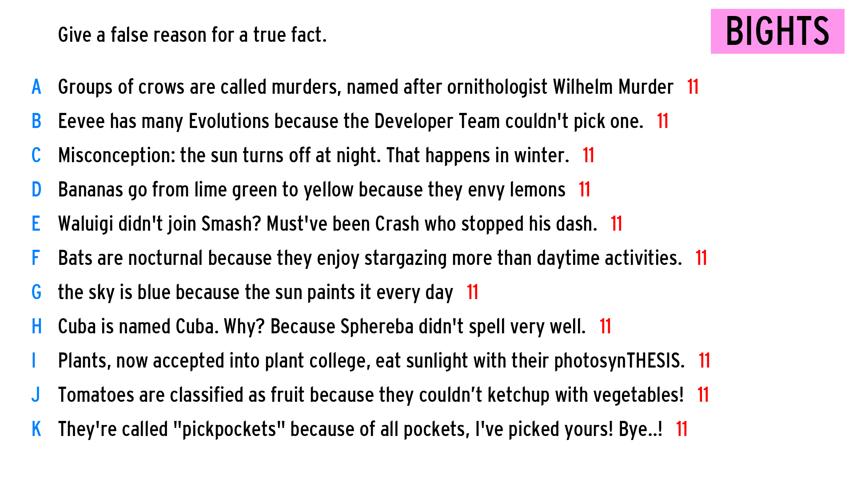 Give a false reason for a true fact.
BIGHTS
A Groups of crows are called murders, named after ornithologist Wilhelm Murder 11
B Eevee has many Evolutions because the Developer Team couldn't pick one. 11
C Misconception: the sun turns off at night. That happens in winter. 11
D Bananas go from lime green to yellow because they envy lemons 11
E Waluigi didn't join Smash? Must've been Crash who stopped his dash. 11
F Bats are nocturnal because they enjoy stargazing more than daytime activities. 11
G the sky is blue because the sun paints it every day 11
H Cuba is named Cuba. Why? Because Sphereba didn't spell very well. 11
I Plants, now accepted into plant college, eat sunlight with their photosynTHESIS. 11
J Tomatoes are classified as fruit because they couldn’t ketchup with vegetables! 11
K They're called "pickpockets" because of all pockets, I've picked yours! Bye..! 11